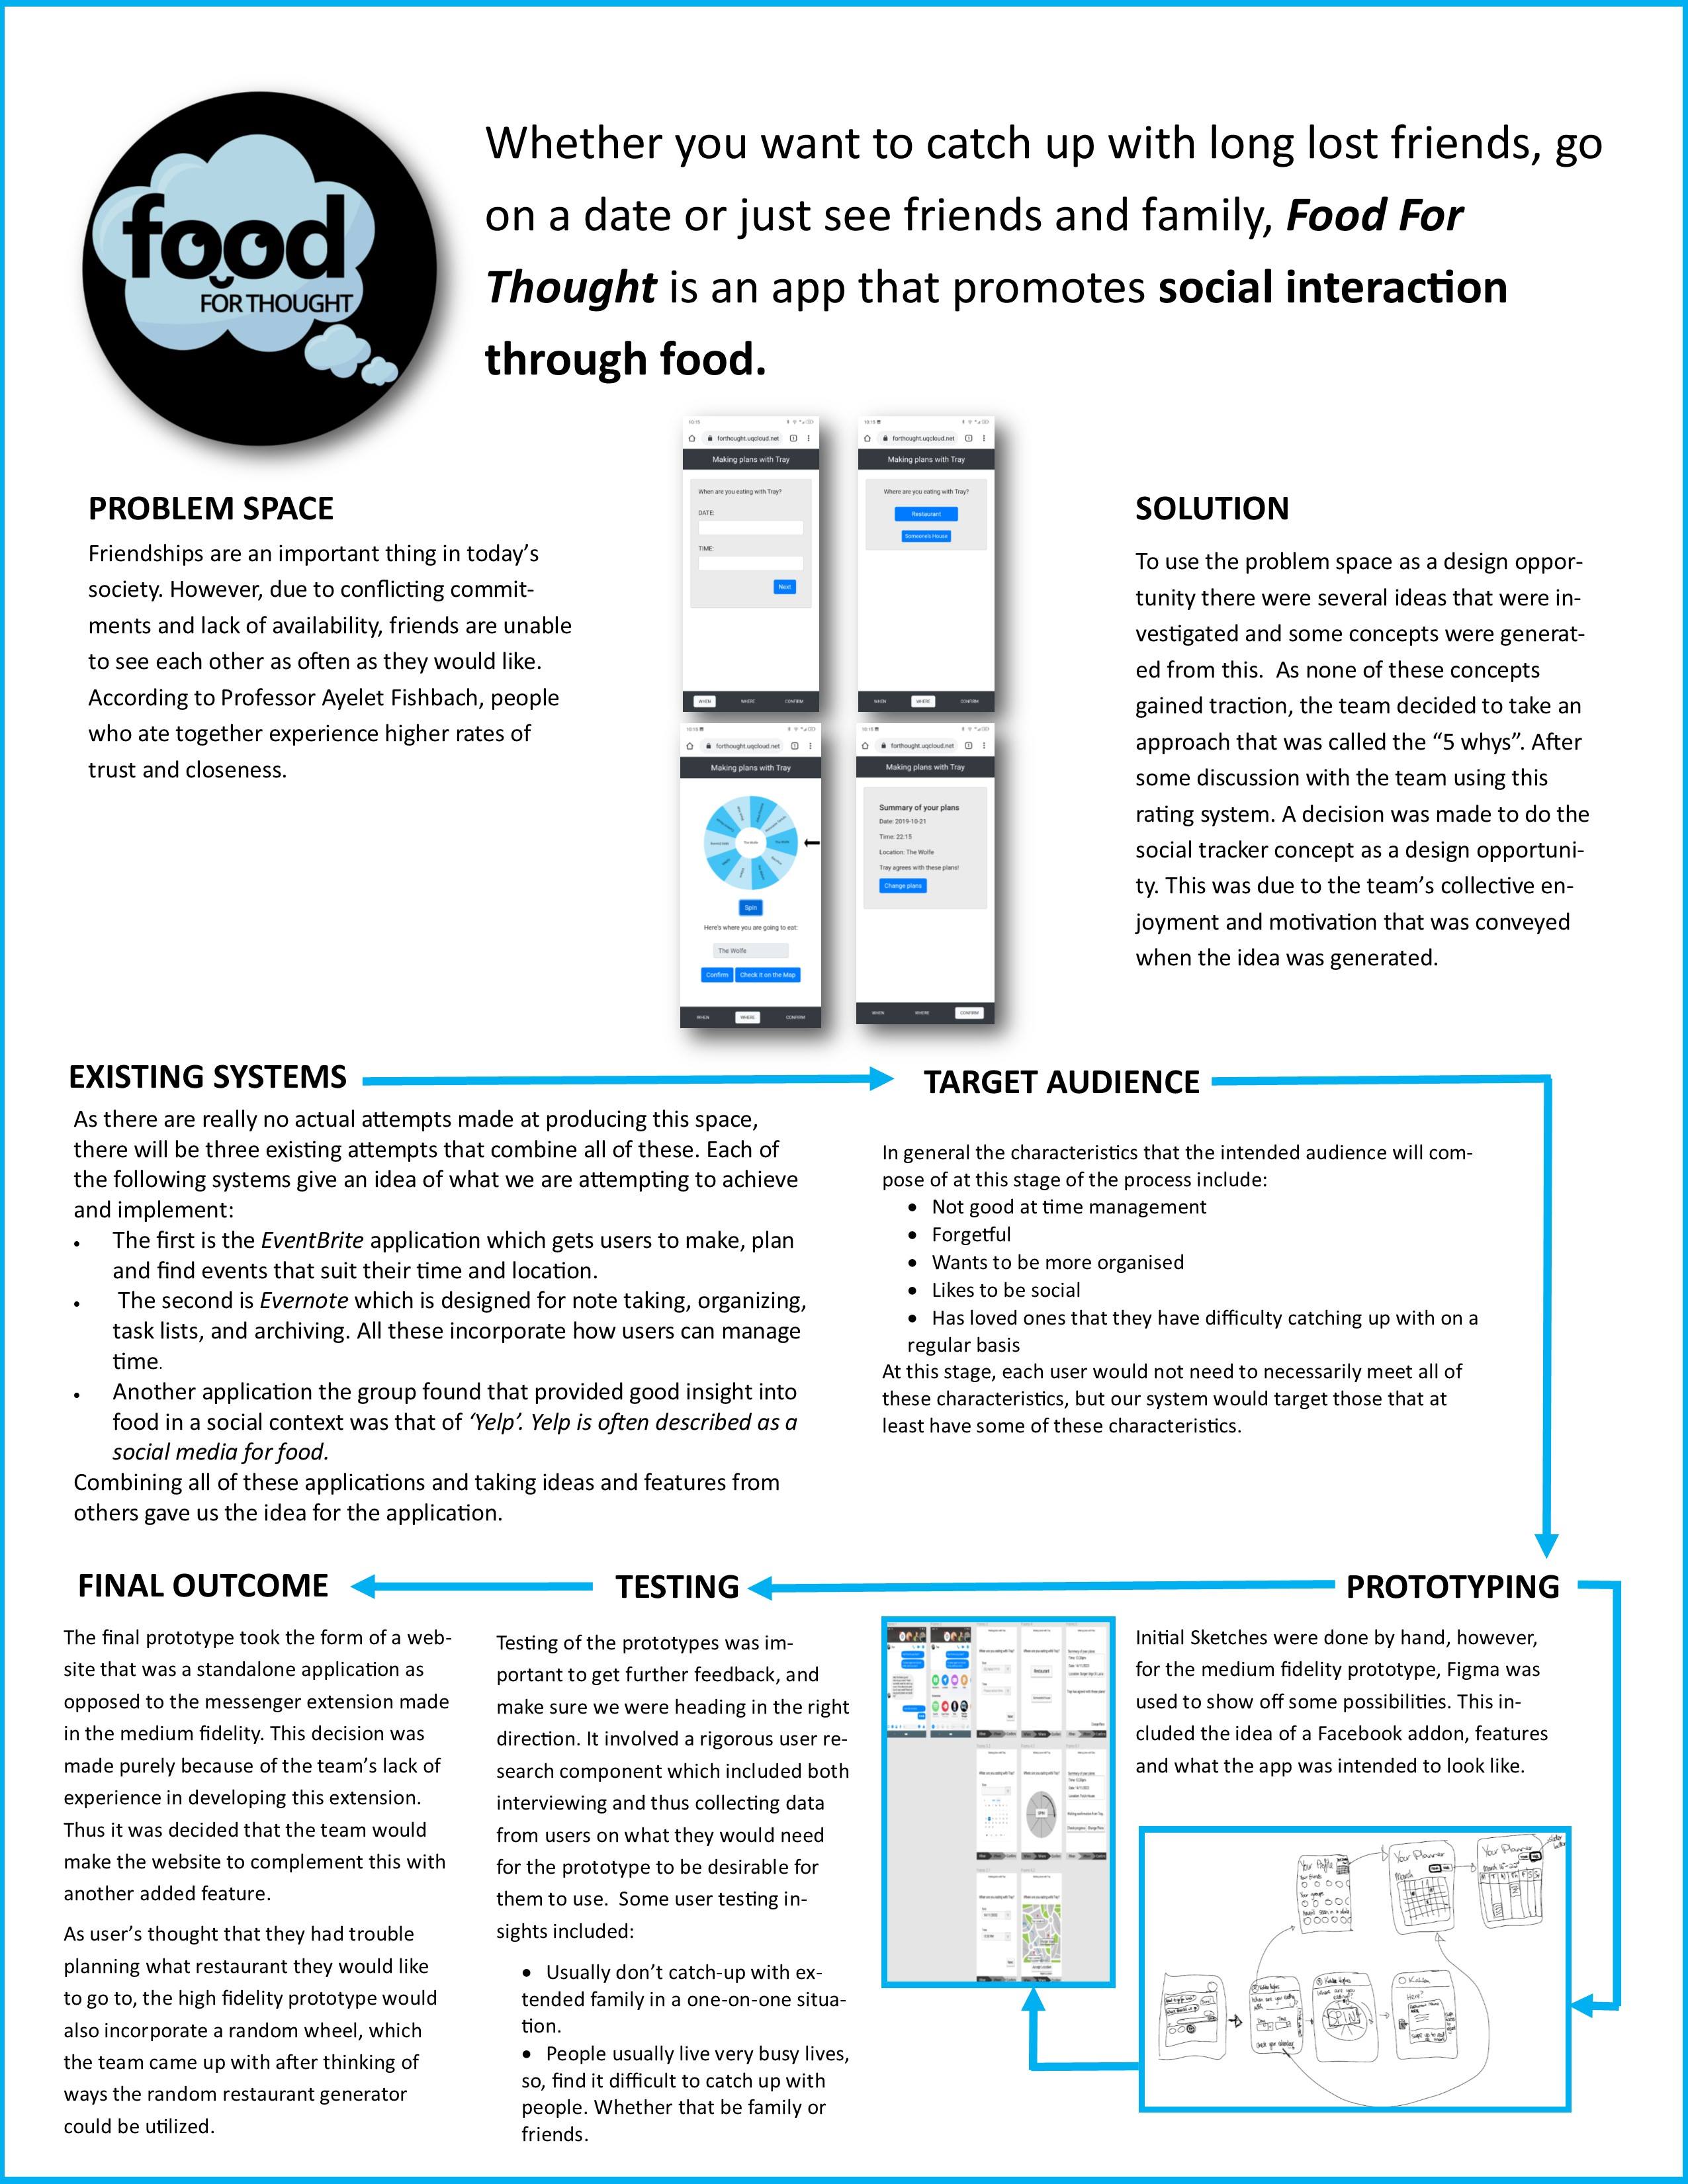 food
FOR THOUGHT
Whether you want to catch up with long lost friends, go
on a date or just see friends and family, Food For
Thought is an app that promotes social interaction
through food.
PROBLEM SPACE
Friendships are an important thing in today's
society. However, due to conflicting commit-
ments and lack of availability, friends are unable
to see each other as often as they would like.
According to Professor Ayelet Fishbach, people
who ate together experience higher rates of
trust and closeness.
forthought.uqcloud.net
Making plans with Tray
When are you eating with Tray?
DATE:
TIME:
Next
WHEN WHERE CONFIRM
forthought.uqcloud.net
Making plans with Tray
Where are you eating with Tray?
Restaurant
Someone's House
WHEN WHERE CONFIRM
forthought.uqcloud.net
Making plans with Tray
The Wolfe
Spin
Here's where you are going to eat:
The Wolfe
Confirm Check it on the Map
WHEN WHERE CONFIRM
forthought.uqcloud.net
Making plans with Tray
Summary of your plans
Date: 2019-10-21
Time: 22:15
Location: The Wolfe
Tray agrees with these plans!
Change plans
WHEN WHERE CONFIRM
SOLUTION
To use the problem space as a design oppor-
tunity there were several ideas that were in-
vestigated and some concepts were generat-
ed from this.  As none of these concepts
gained traction, the team decided to take an
approach that was called the "5 whys". After
some discussion with the team using this
rating system. A decision was made to do the
social tracker concept as a design opportuni-
ty. This was due to the team's collective en-
joyment and motivation that was conveyed
when the idea was generated.
EXISTING SYSTEMS
As there are really no actual attempts made at producing this space,
there will be three existing attempts that combine all of these. Each of
the following systems give an idea of what we are attempting to achieve
and implement:
• The first is the EventBrite application which gets users to make, plan
and find events that suit their time and location.
• The second is Evernote which is designed for note taking, organizing,
task lists, and archiving. All these incorporate how users can manage
time.
• Another application the group found that provided good insight into
food in a social context was that of 'Yelp'. Yelp is often described as a
social media for food.
Combining all of these applications and taking ideas and features from
others gave us the idea for the application.
TARGET AUDIENCE
In general the characteristics that the intended audience will com-
pose of at this stage of the process include:
• Not good at time management
• Forgetful
• Wants to be more organised
• Likes to be social
• Has loved ones that they have difficulty catching up with on a
regular basis
At this stage, each user would not need to necessarily meet all of
these characteristics, but our system would target those that at
least have some of these characteristics.
FINAL OUTCOME
The final prototype took the form of a web-
site that was a standalone application as
opposed to the messenger extension made
in the medium fidelity. This decision was
made purely because of the team's lack of
experience in developing this extension.
Thus it was decided that the team would
make the website to complement this with
another added feature.
As user's thought that they had trouble
planning what restaurant they would like
to go to, the high fidelity prototype would
also incorporate a random wheel, which
the team came up with after thinking of
ways the random restaurant generator
could be utilized.
TESTING
Testing of the prototypes was im-
portant to get further feedback, and
make sure we were heading in the right
direction. It involved a rigorous user re-
search component which included both
interviewing and thus collecting data
from users on what they would need
for the prototype to be desirable for
them to use.  Some user testing in-
sights included:
• Usually don't catch-up with ex-
tended family in a one-on-one situa-
tion.
• People usually live very busy lives,
so, find it difficult to catch up with
people. Whether that be family or
friends.
PROTOTYPING
Initial Sketches were done by hand, however,
for the medium fidelity prototype, Figma was
used to show off some possibilities. This in-
cluded the idea of a Facebook addon, features
and what the app was intended to look like.
SPIN
Your Profile
Your Planner
March
Your Planner
March 16-22
SPIN
Here?